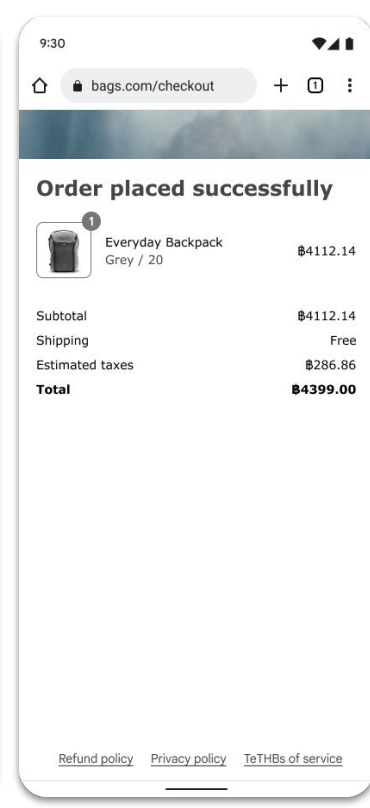 9:30
bags.com/checkout
1
Order placed successfully
1
Everyday Backpack
Grey / 20
฿4112.14
Subtotal ฿4112.14
Shipping Free
Estimated taxes ฿286.86
Total ฿4399.00
Refund policy Privacy policy TeTHBs of service